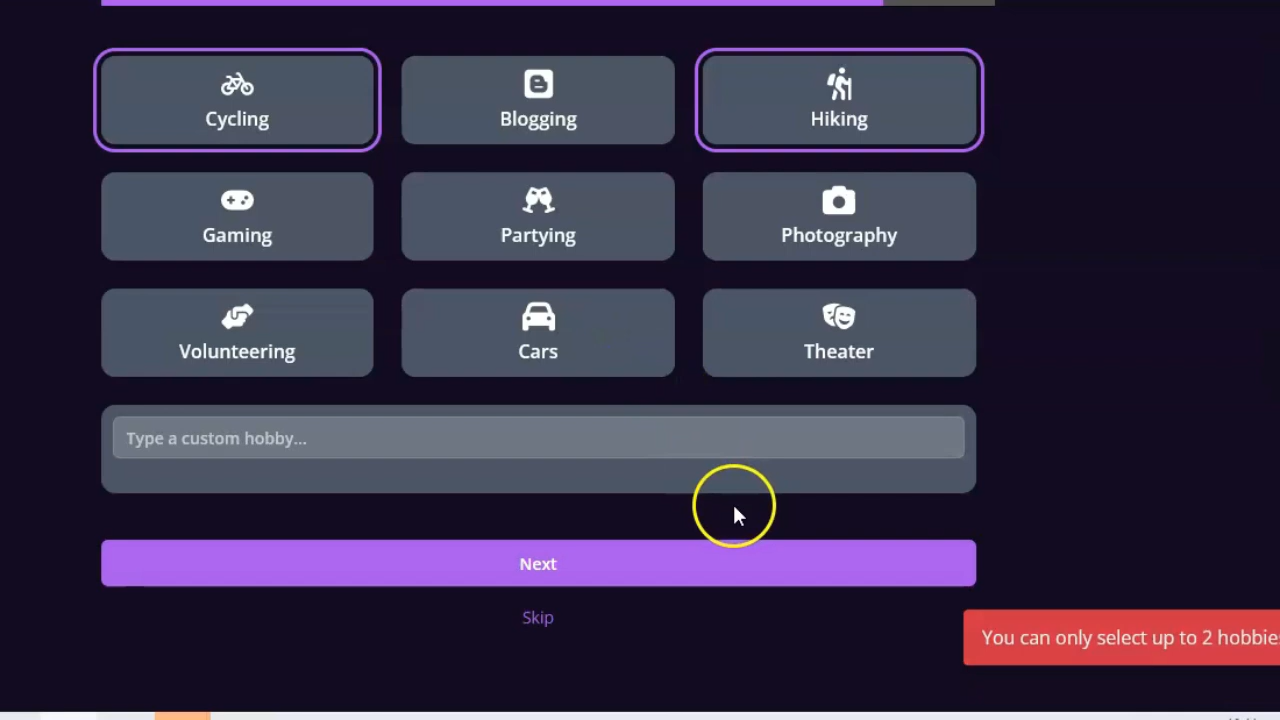 Cycling
Blogging
Hiking
Gaming
Partying
Photography
Volunteering
Cars
Theater
Type a custom hobby...
Next
Skip
You can only select up to 2 hobbies